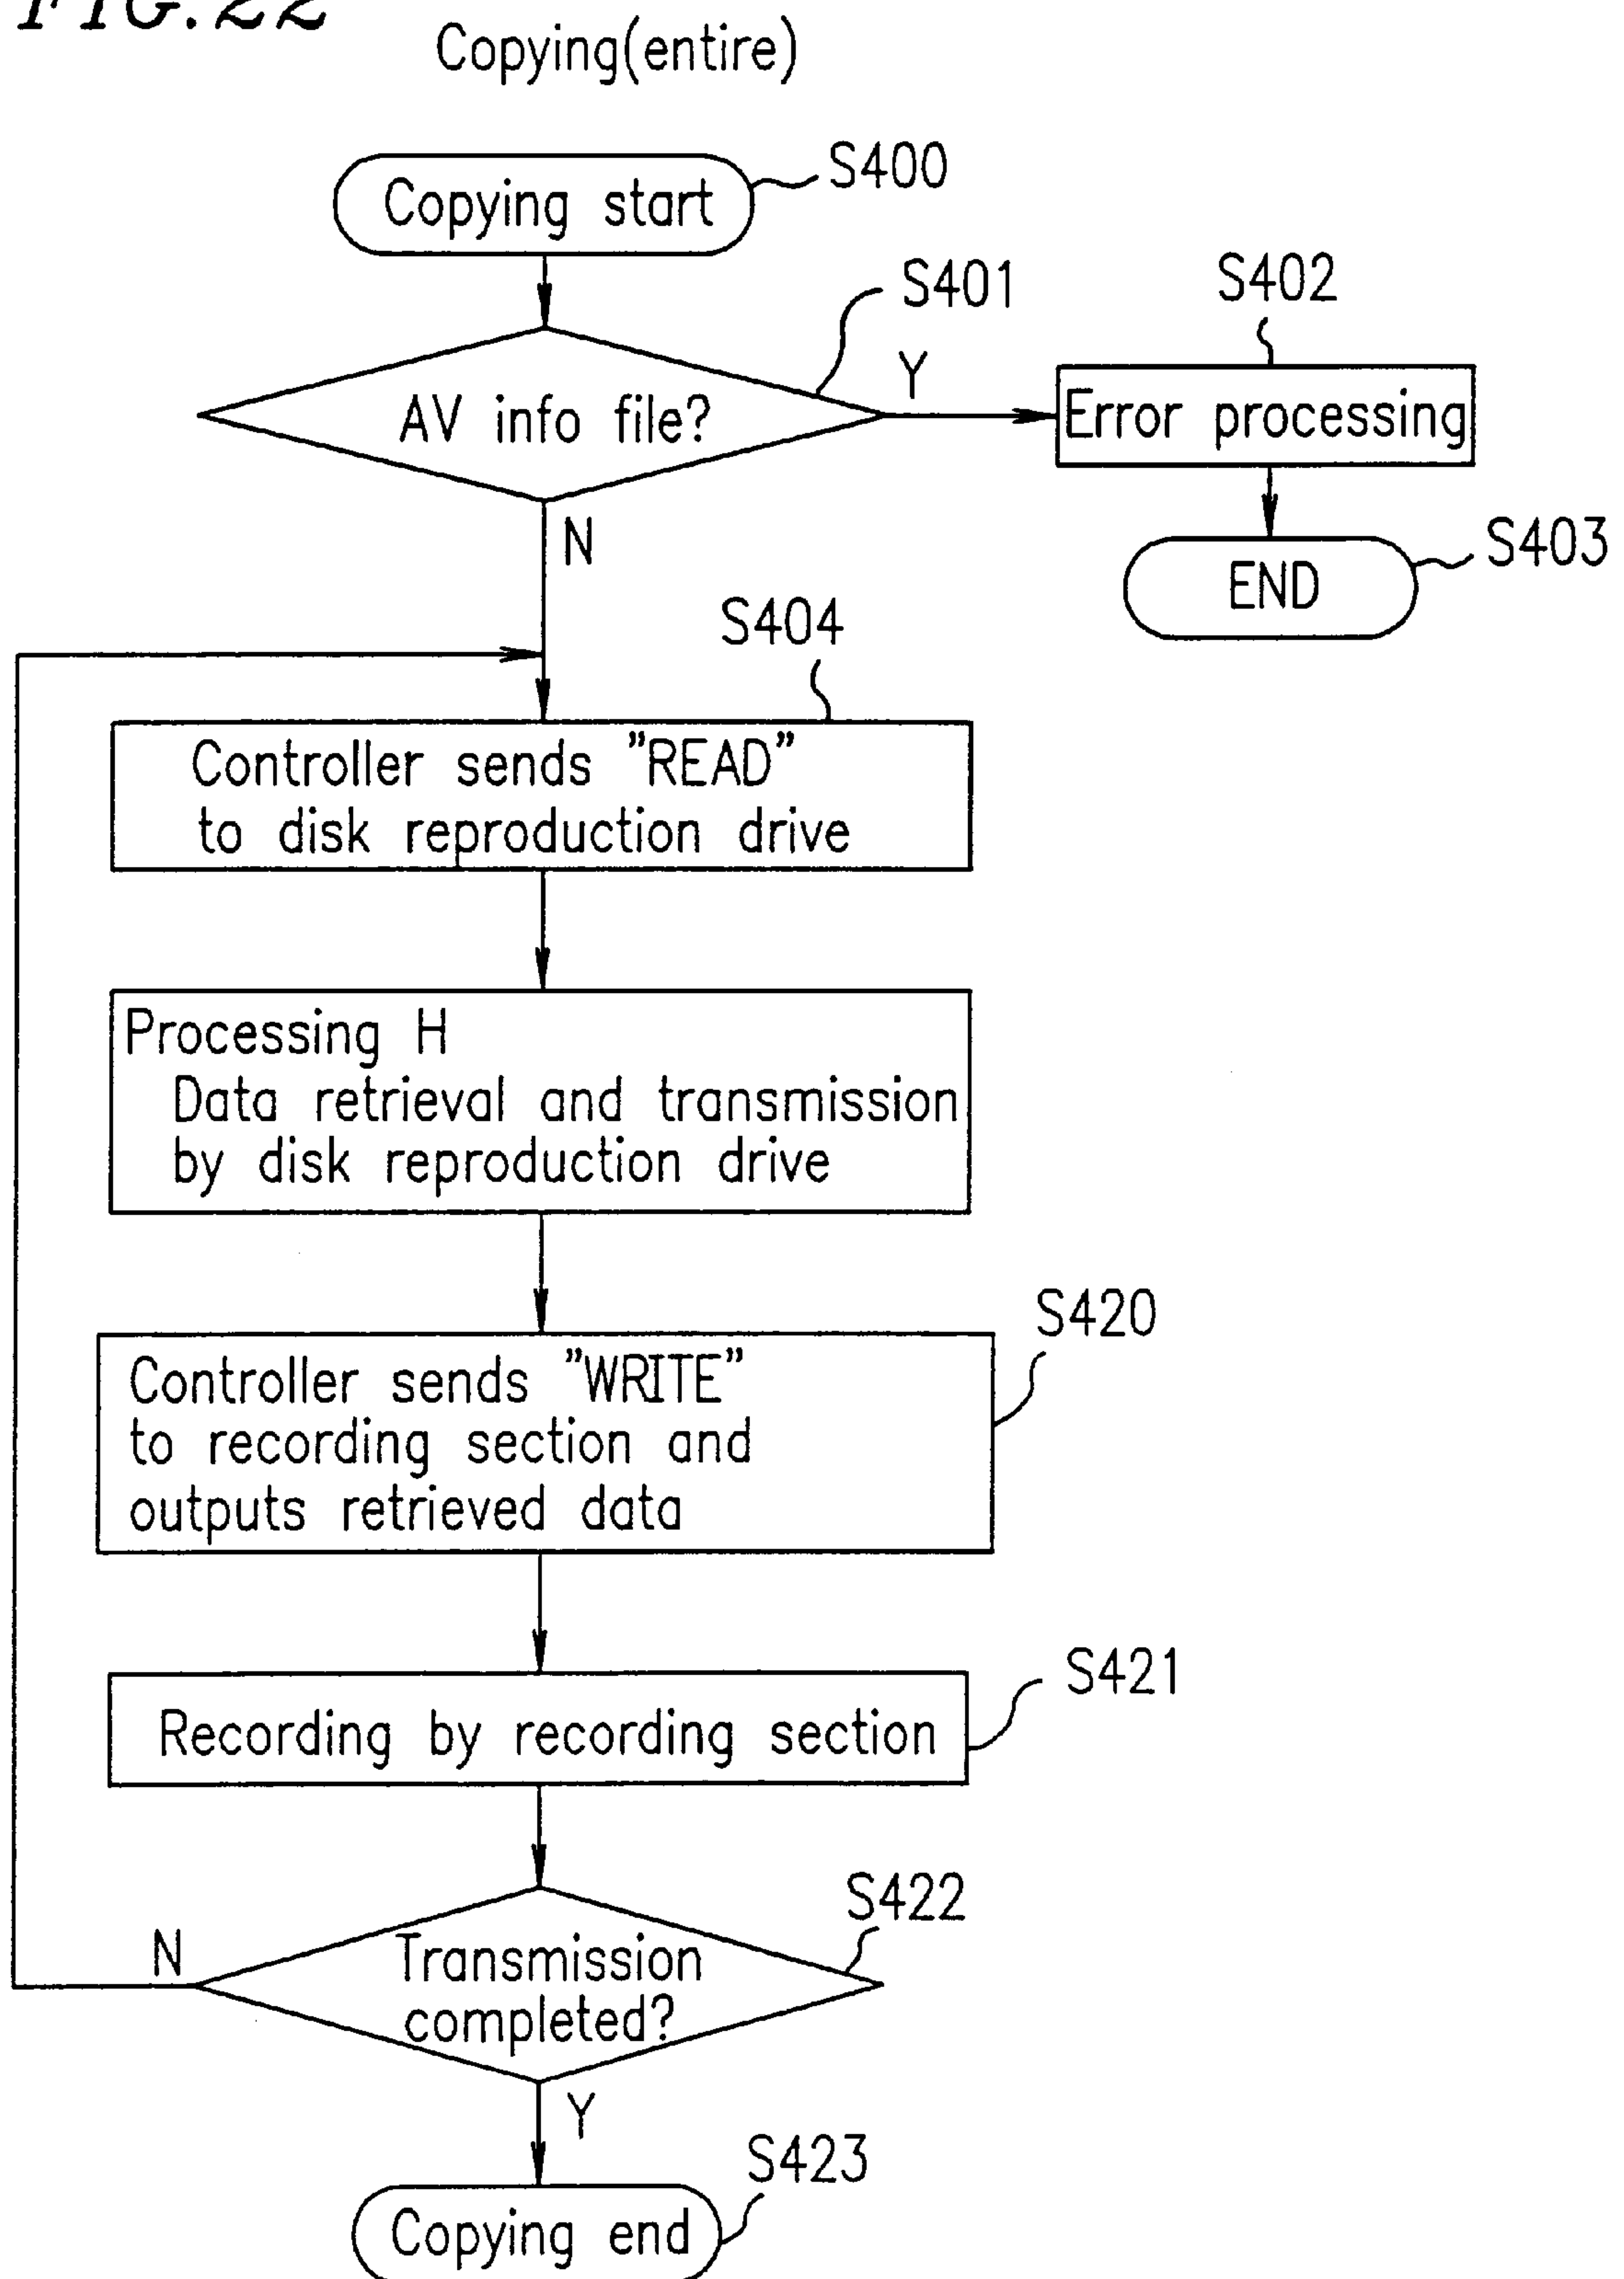 FIG. 22
Copying(entire)
Copying start
S400
S401
S402
AV info file?
Y
Error processing
N
END
S403
S404
Controller sends "READ"
to disk reproduction drive
Processing H
Data retrieval and transmission
by disk reproduction drive
S420
Controller sends "WRITE"
to recording section and
outputs retrieved data
S421
Recording by recording section
S422
N
Transmission
completed?
Y
S423
Copying end